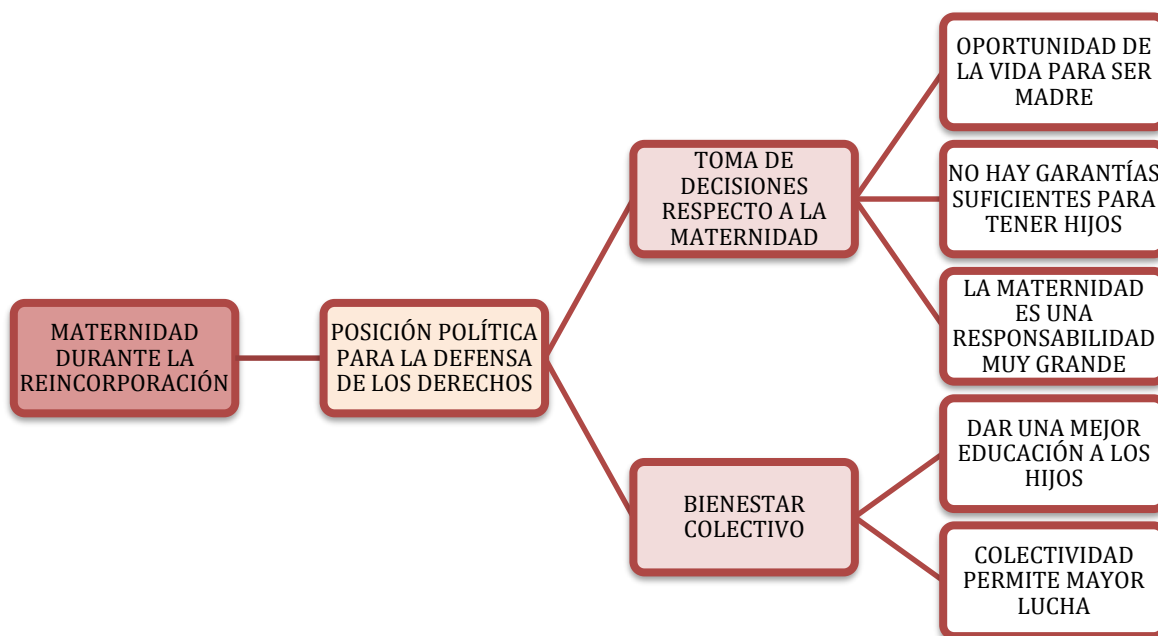 MATERNIDAD
DURANTE LA
REINCORPORACIÓN
POSICIÓN POLÍTICA
PARA LA DEFENSA
DE LOS DERECHOS
TOMA DE
DECISIONES
RESPECTO A LA
MATERNIDAD
OPORTUNIDAD DE
LA VIDA PARA SER
MADRE
NO HAY GARANTÍAS
SUFICIENTES PARA
TENER HIJOS
LA MATERNIDAD
ES UNA
RESPONSABILIDAD
MUY GRANDE
BIENESTAR
COLECTIVO
DAR UNA MEJOR
EDUCACIÓN A LOS
HIJOS
COLECTIVIDAD
PERMITE MAYOR
LUCHA